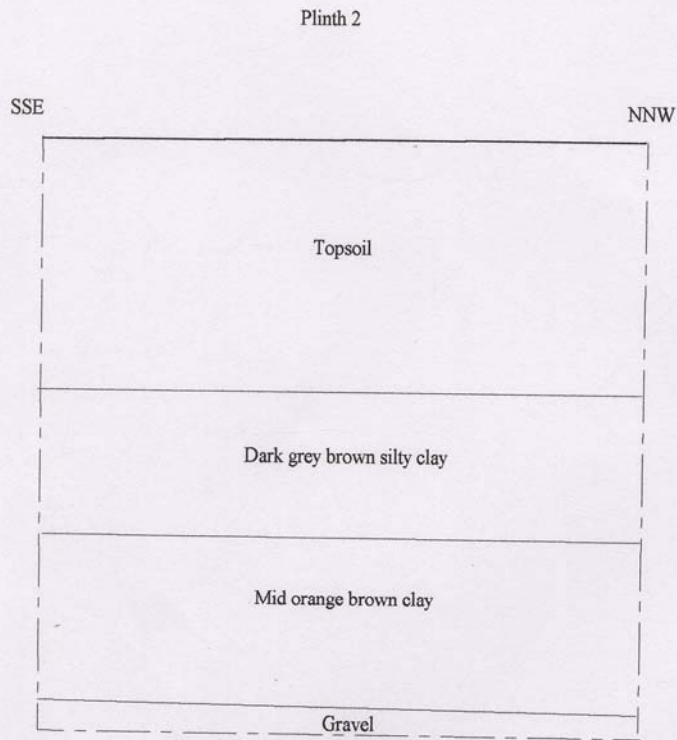 Plinth 2
SSE
NNW
Topsoil
Dark grey brown silty clay
Mid orange brown clay
Gravel